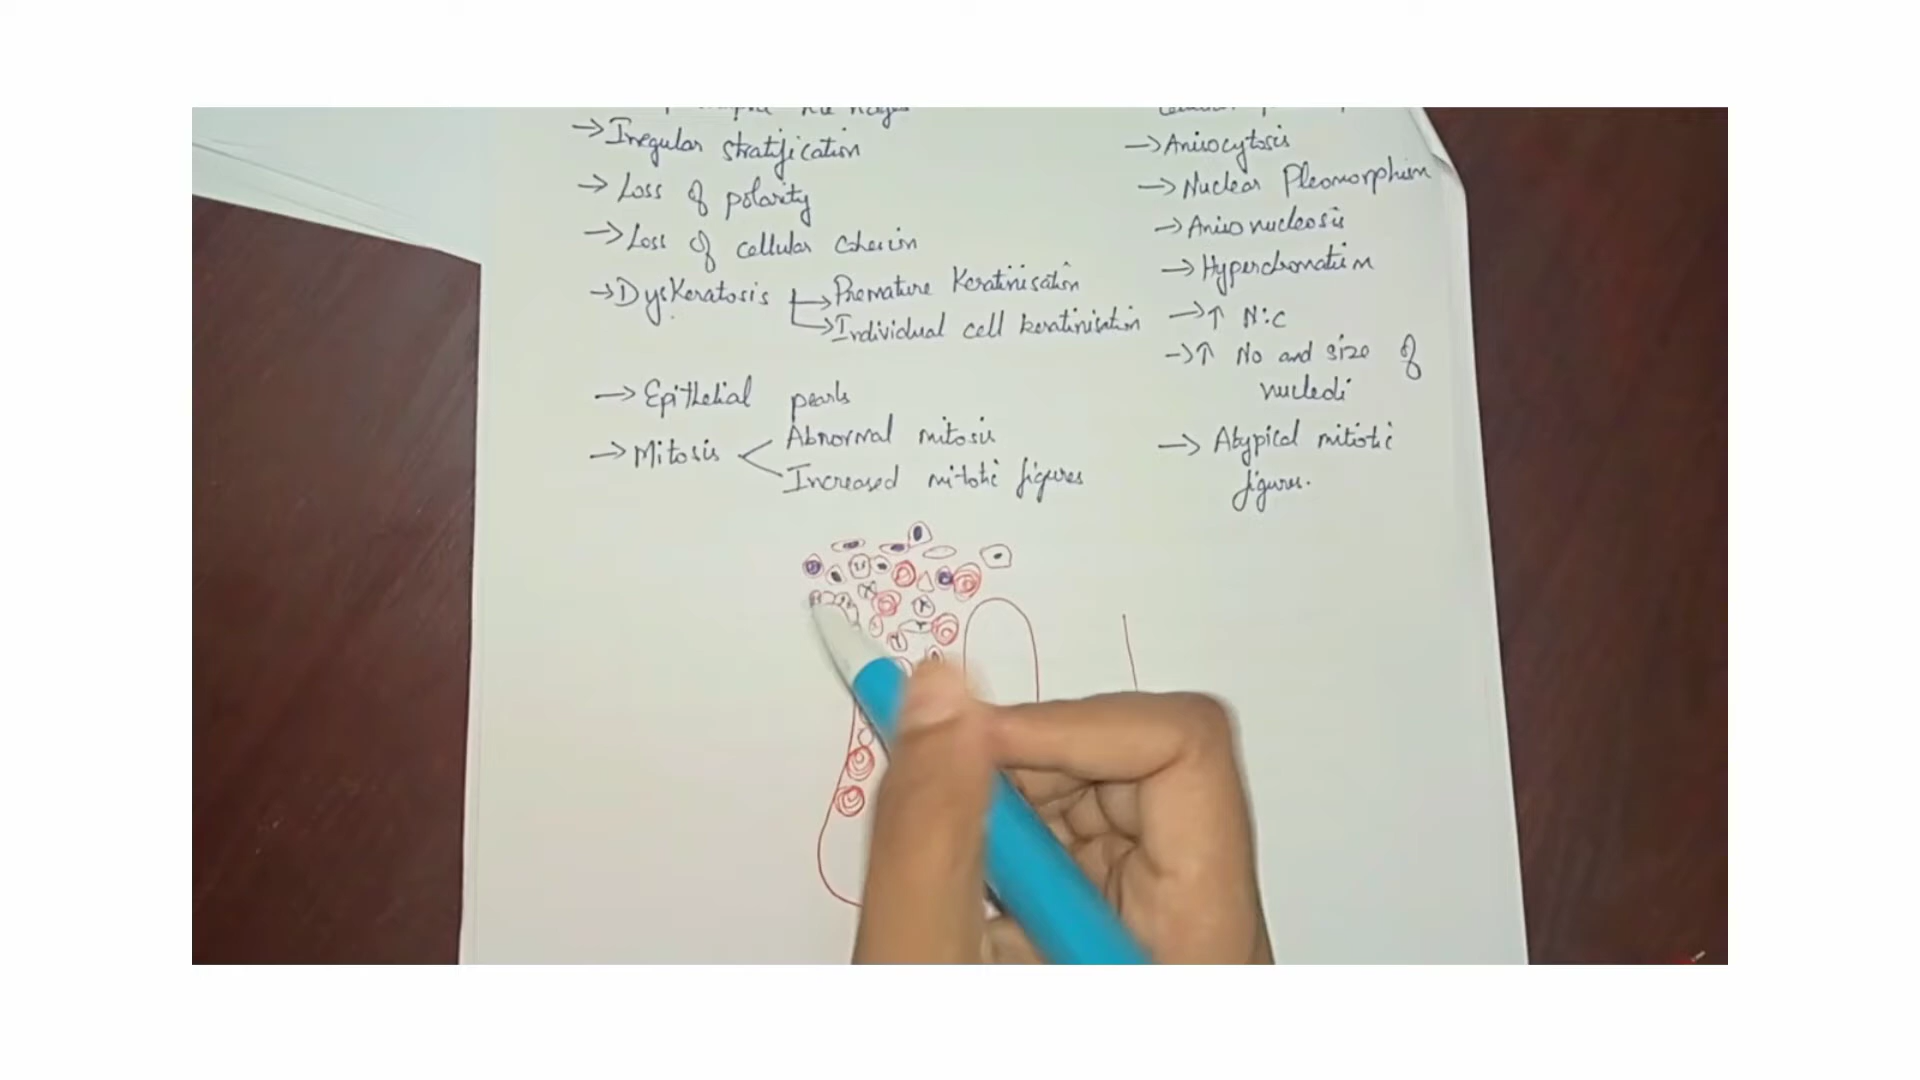 → Irregular stratification
→ Loss of polarity
→ Loss of cellular cohesion
→ Dyskeratosis → Premature Keratinisation
→ Individual cell keratinisation
→ Epithelial pearls
→ Mitosis Abnormal mitosis
Increased mitotic figures
→ Anisocytosis
→ Nuclear Pleomorphism
→ Anisonucleosis
→ Hyperchromatism
→ ↑ N:C
→ ↑ No and size of
nucleoli
→ Atypical mitotic
figures.